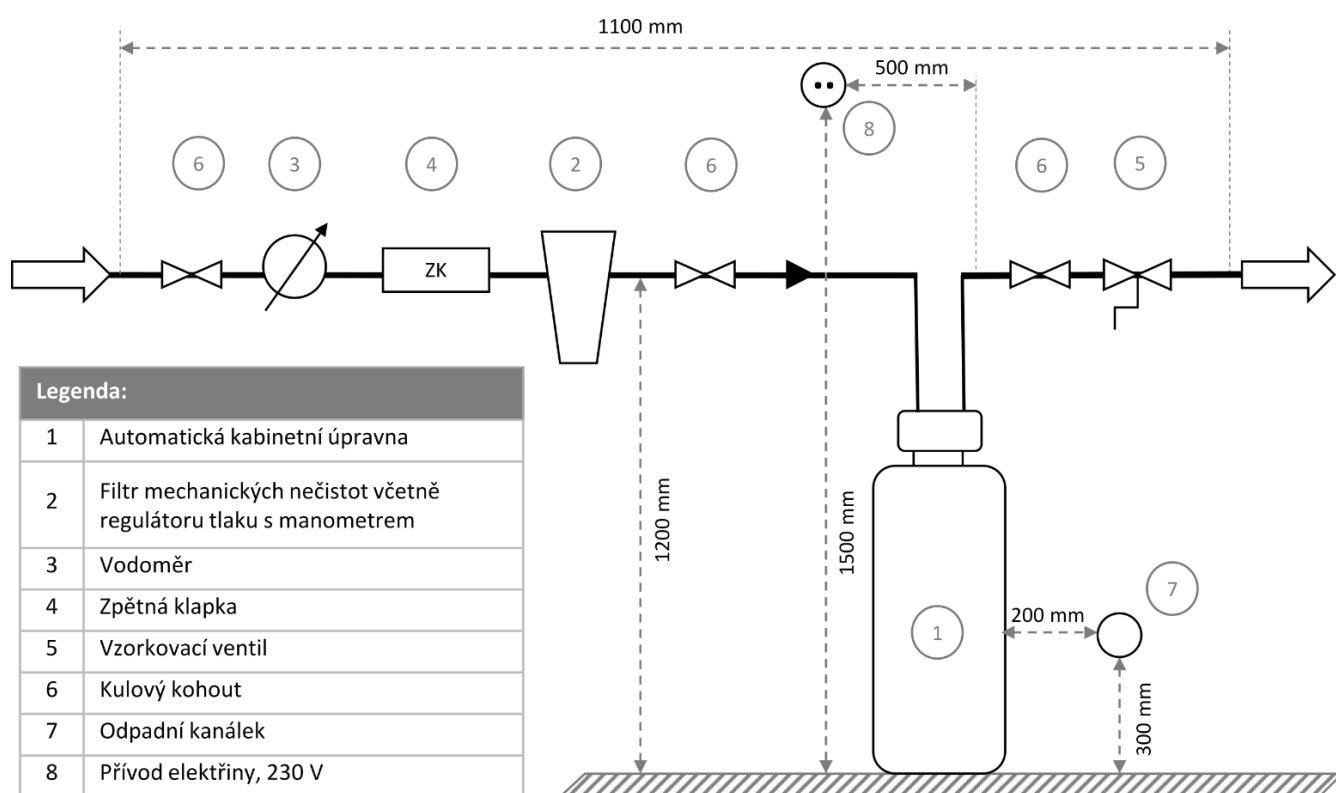 1100 mm
500 mm
8
6
3
4
2
6
6
5
ZK
Legenda:
1 Automatická kabinetní úpravna
2 Filtr mechanických nečistot včetně
regulátoru tlaku s manometrem
3 Vodoměr
4 Zpětná klapka
5 Vzorkovací ventil
6 Kulový kohout
7 Odpadní kanálek
8 Přívod elektřiny, 230 V
1200 mm
1500 mm
1
200 mm
7
300 mm